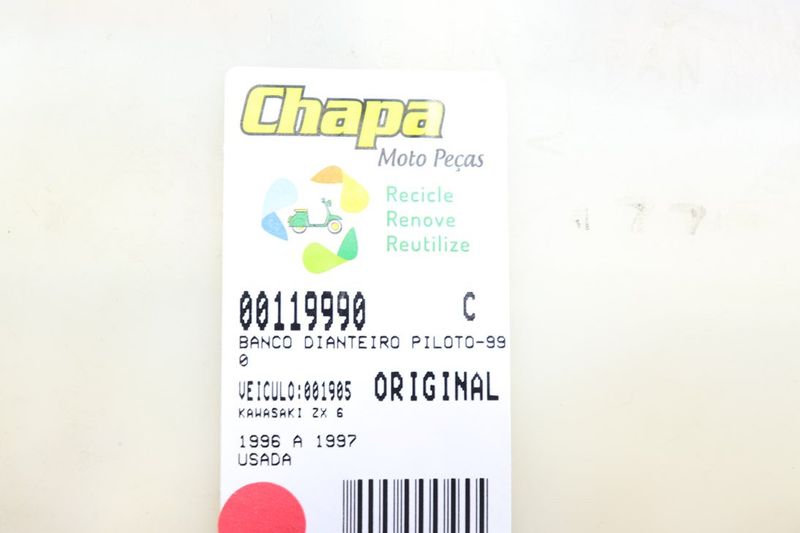 Chapa
Moto Peças
Recicle
Renove
Reutilize
00119990 C
BANCO DIANTEIRO PILOTO-99
0
VEICULO:001905 ORIGINAL
KAWASAKI ZX 6
1996 A 1997
USADA
177